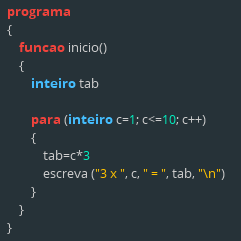 programa
{
funcao inicio()
{
inteiro tab
para (inteiro c=1; c<=10; c++)
{
tab=c*3
escreva ("3 x ", c, " = ", tab, "\n")
}
}
}